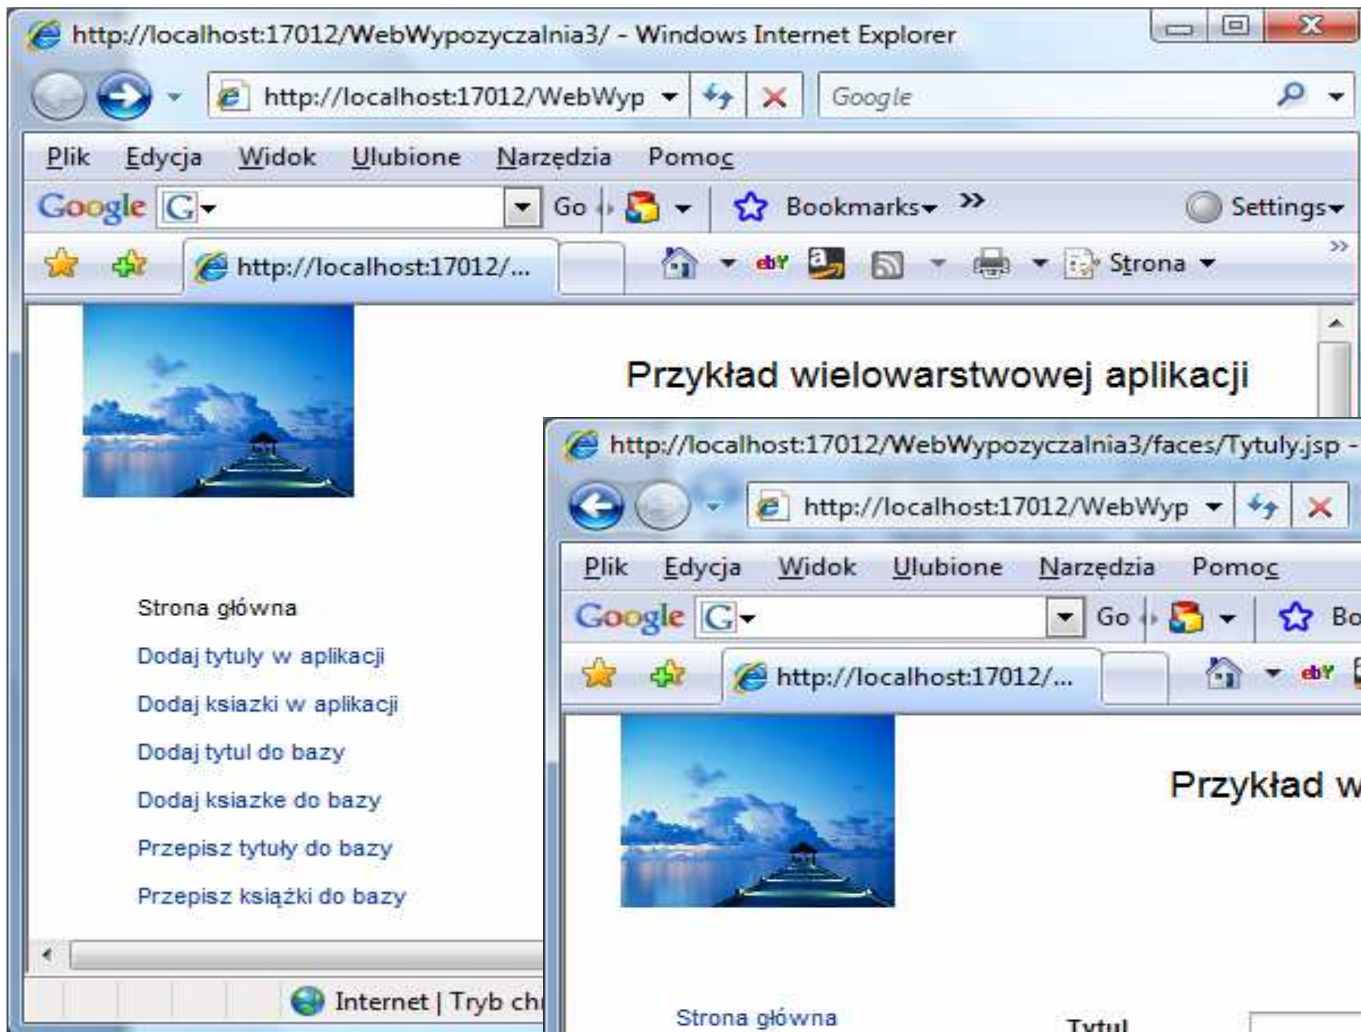 http://localhost:17012/WebWypozyczalnia3/ - Windows Internet Explorer
http://localhost:17012/WebWyp
Google
Plik Edycja Widok Ulubione Narzędzia Pomoc
Google G Go Bookmarks Settings
http://localhost:17012/... ebY a Strona
Przykład wielowarstwowej aplikacji
Strona główna
Dodaj tytuly w aplikacji
Dodaj ksiazki w aplikacji
Dodaj tytul do bazy
Dodaj ksiazke do bazy
Przepisz tytuły do bazy
Przepisz książki do bazy
Internet | Tryb ch
http://localhost:17012/WebWypozyczalnia3/faces/Tytuly.jsp -
http://localhost:17012/WebWyp
Plik Edycja Widok Ulubione Narzędzia Pomoc
Google G Go Bo
http://localhost:17012/... ebY
Przykład w
Strona główna
Tytul